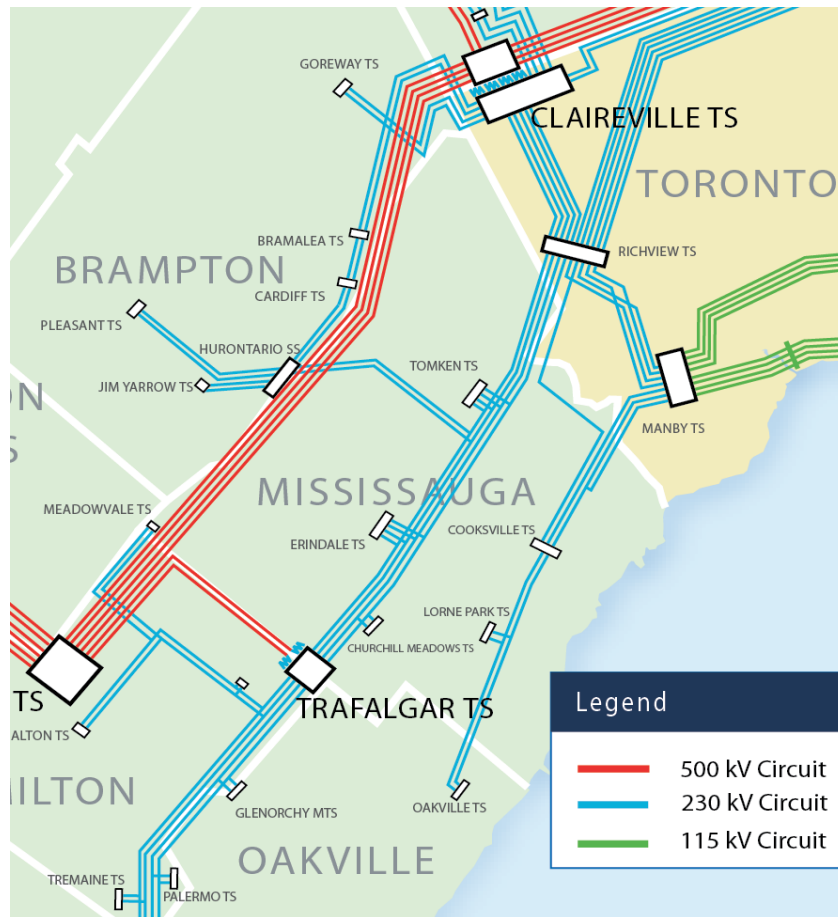 GOREWAY TS
CLAIREVILLE TS
TORONTO
BRAMALEA TS
RICHVIEW TS
BRAMPTON
CARDIFF TS
PLEASANT TS
HURONTARIO SS
TOMKEN TS
JIM YARROW TS
ON
MANBY TS
S
MISSISSAUGA
MEADOWVALE TS
COOKSVILLE TS
ERINDALE TS
LORNE PARK TS
CHURCHILL MEADOWS TS
TS
TRAFALGAR TS
Legend
ALTON TS
500 kV Circuit
230 kV Circuit
115 kV Circuit
MILTON
GLENORCHY MTS
OAKVILLE TS
OAKVILLE
TREMAINE TS
PALERMO TS